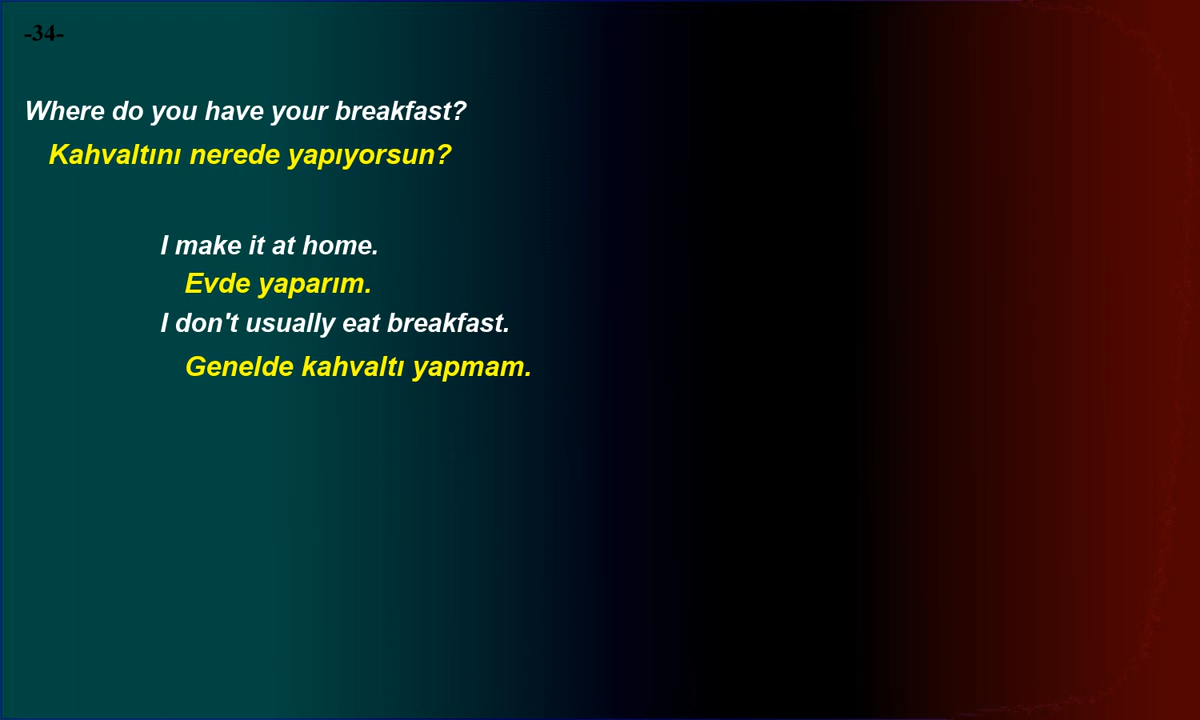 -34-
Where do you have your breakfast?
Kahvaltını nerede yapıyorsun?
I make it at home.
Evde yaparım.
I don't usually eat breakfast.
Genelde kahvaltı yapmam.